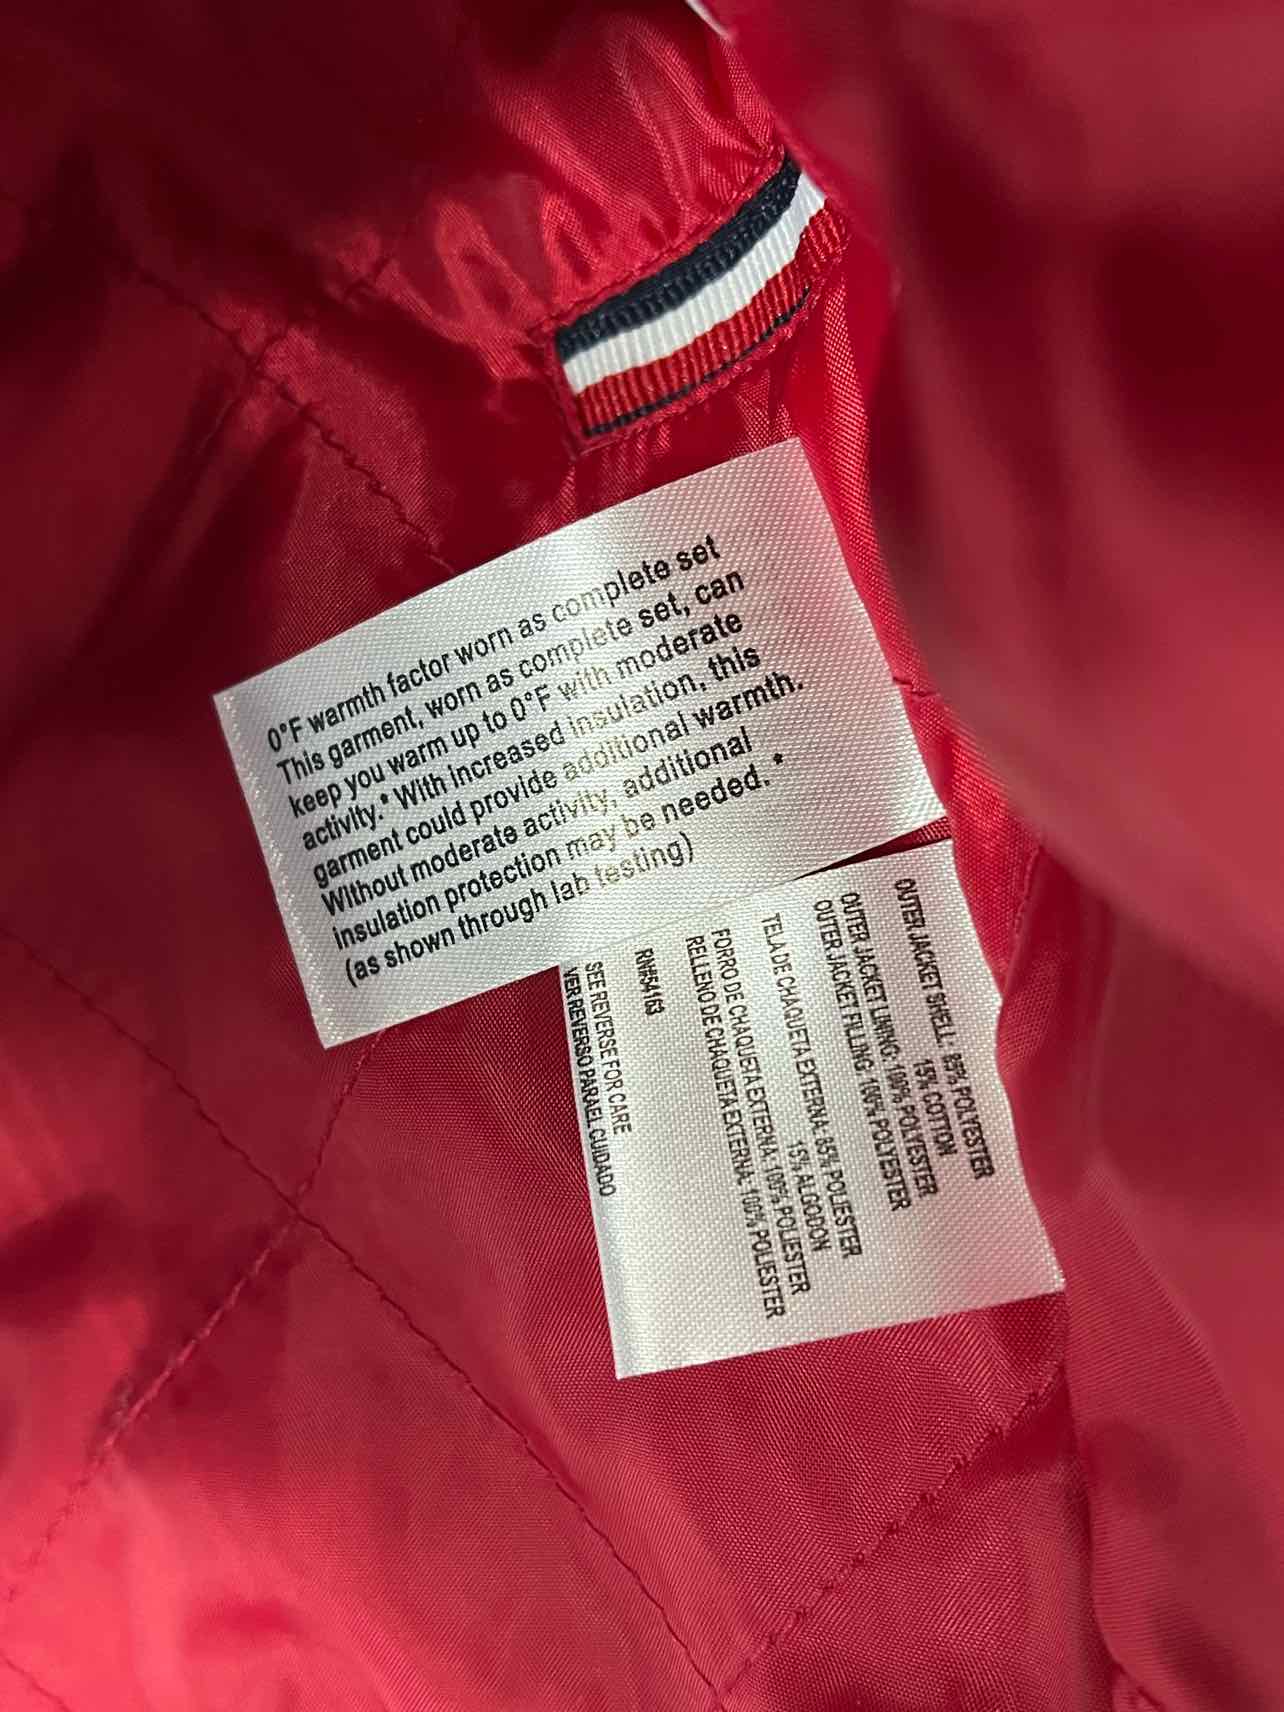 0°F warmth factor worn as complete set
This garment, worn as complete set, can
keep you warm up to 0°F with moderate
activity.* With increased insulation, this
garment could provide additional warmth.
Without moderate activity, additional
insulation protection may be needed. *
(as shown through lab testing)
OUTER JACKET SHELL: 85% POLYESTER
15% COTTON
OUTER JACKET LINING: 100% POLYESTER
OUTER JACKET FILLING: 100% POLYESTER
TELA DE CHAQUETA EXTERNA: 85% POLIESTER
15% ALGODON
FORRO DE CHAQUETA EXTERNA: 100% POLIESTER
RELLENO DE CHAQUETA EXTERNA: 100% POLIESTER
RN#54163
SEE REVERSE FOR CARE
VER REVERSO PARA EL CUIDADO